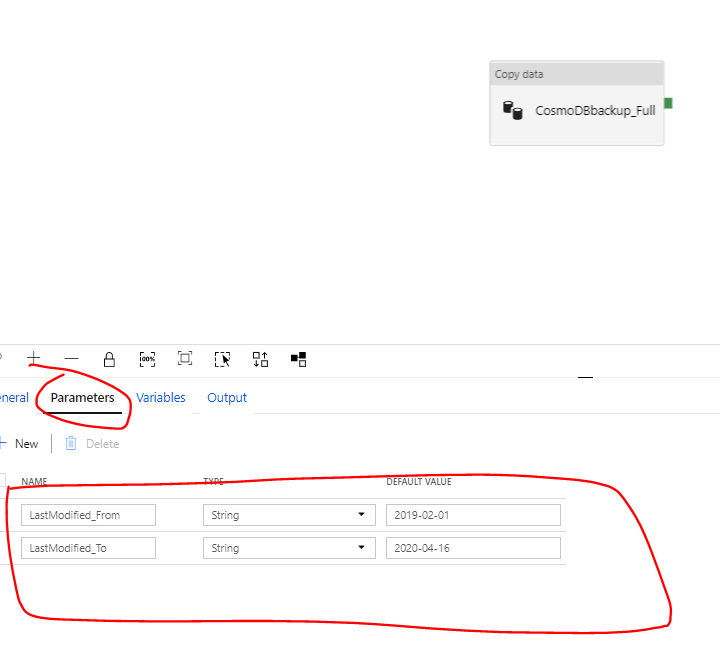 Copy data
CosmoDBbackup_Full
100%
eneral Parameters Variables Output
New Delete
NAME TYPE DEFAULT VALUE
LastModified_From String 2019-02-01
LastModified_To String 2020-04-16